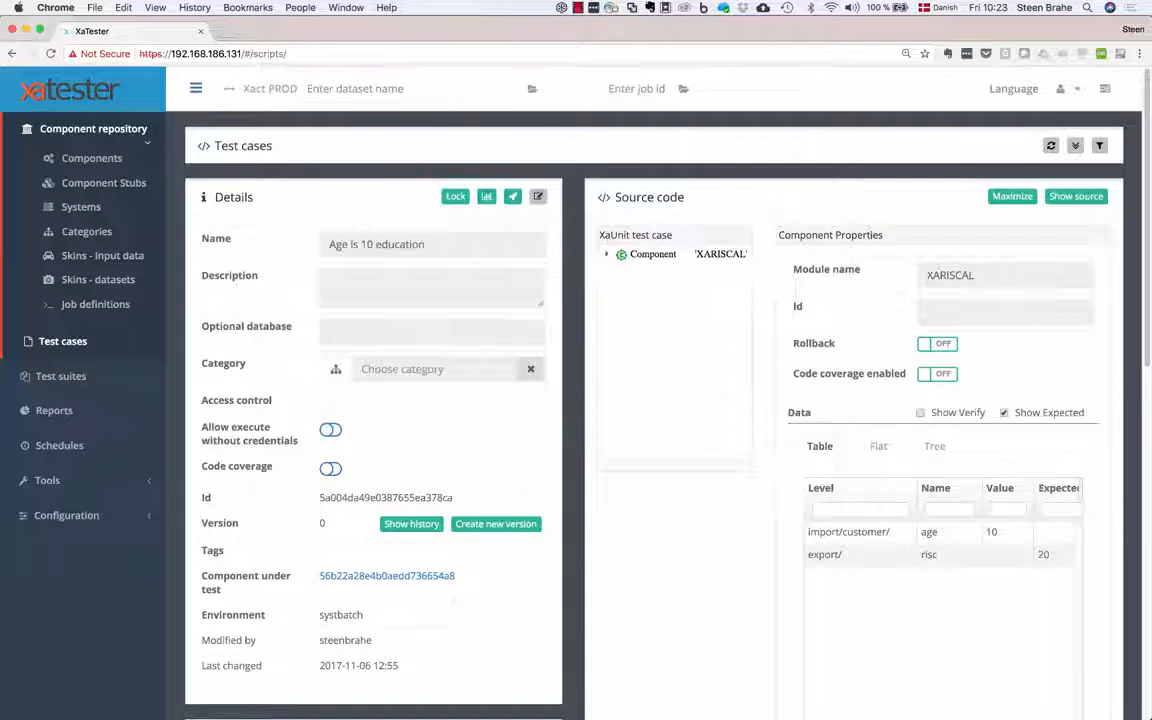 Chrome File Edit View History Bookmarks People Window Help 100 % Danish Fri 10:23 Steen Brahe
XaTester × Steen
Not Secure https://192.168.186.131/#/scripts/
xatester Xact PROD Enter dataset name Enter job id Language
Component repository
Components
Component Stubs
Systems
Categories
Skins - Input data
Skins - datasets
Job definitions
Test cases
Test suites
Reports
Schedules
Tools
Configuration
</> Test cases
Details Lock
Name Age Is 10 education
Description
Optional database
Category Choose category
Access control
Allow execute
without credentials
Code coverage
Id 5a004da49e0387655ea378ca
Version 0 Show history Create new version
Tags
Component under
test 56b22a28e4b0aedd736654a8
Environment systbatch
Modified by steenbrahe
Last changed 2017-11-06 12:55
</> Source code Maximize Show source
XaUnit test case
Component 'XARISCAL'
Component Properties
Module name XARISCAL
Id
Rollback OFF
Code coverage enabled OFF
Data Show Verify Show Expected
Table Flat Tree
Level Name Value Expected
import/customer/ age 10
export/ risc 20